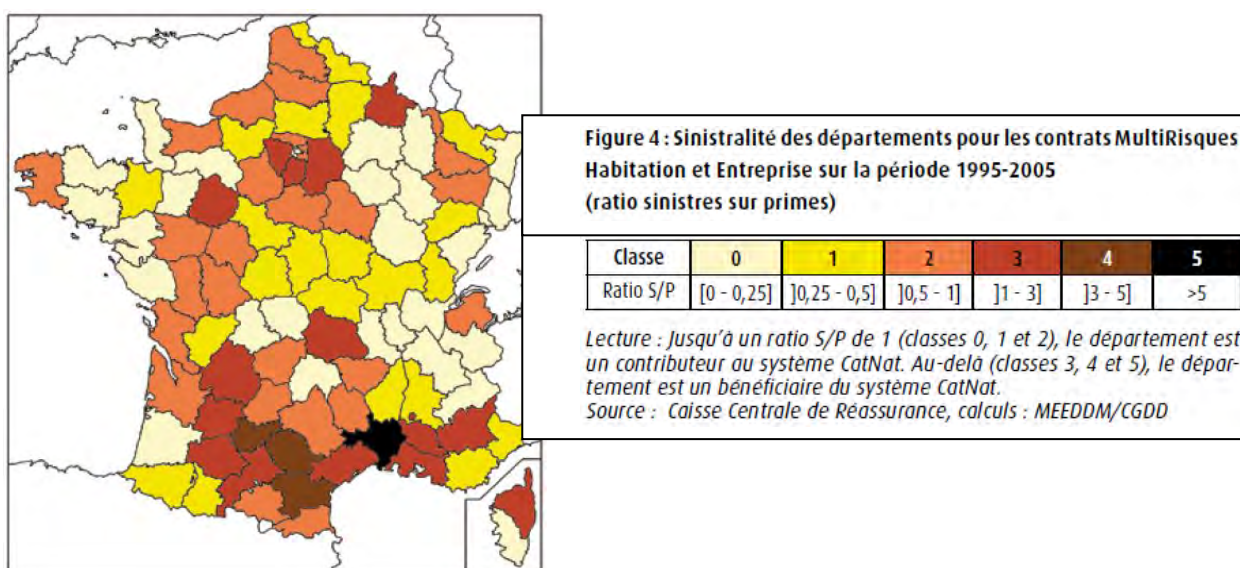 Figure 4 : Sinistralité des départements pour les contrats MultiRisques
Habitation et Entreprise sur la période 1995-2005
(ratio sinistres sur primes)
Classe 0 1 2 3 4 5
Ratio S/P [0 - 0,25] ]0,25 - 0,5] ]0,5 - 1] ]1 - 3] ]3 - 5] >5
Lecture : Jusqu'à un ratio S/P de 1 (classes 0, 1 et 2), le département est
un contributeur au système CatNat. Au-delà (classes 3, 4 et 5), le dépar-
tement est un bénéficiaire du système CatNat.
Source : Caisse Centrale de Réassurance, calculs : MEEDDM/CGDD